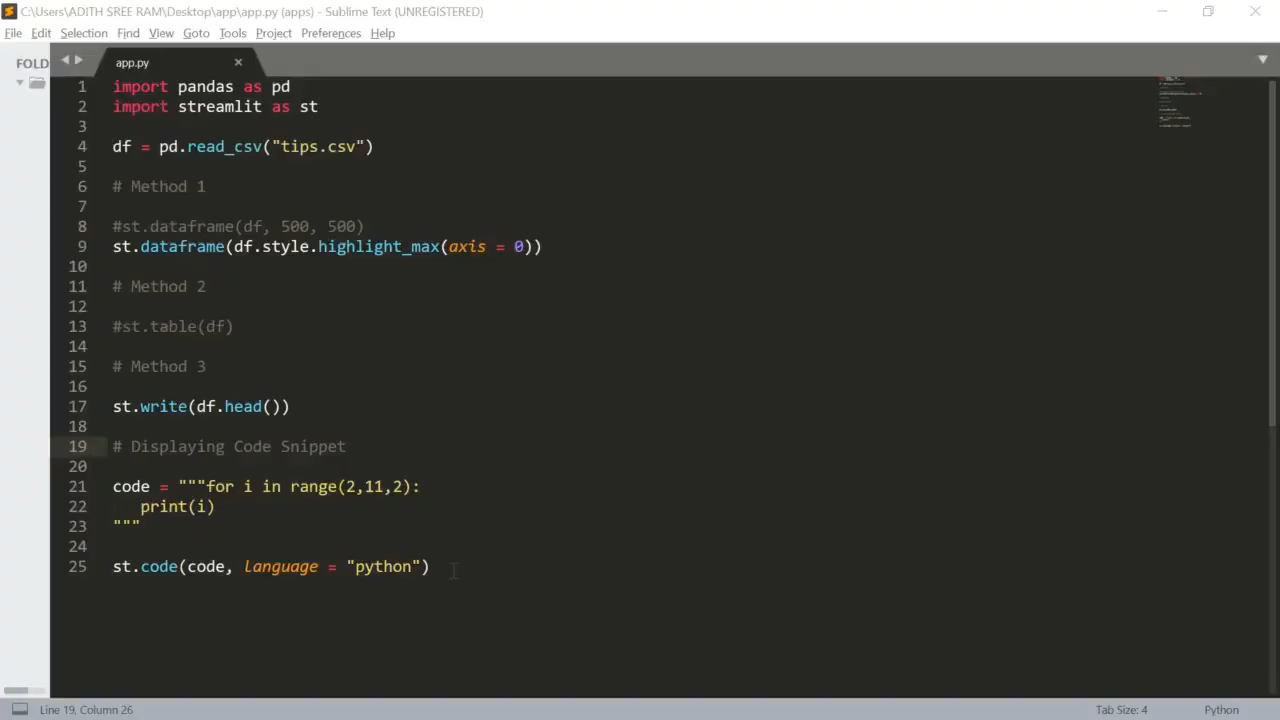 C:\Users\ADITH SREE RAM\Desktop\app\app.py (apps) - Sublime Text (UNREGISTERED)
File Edit Selection Find View Goto Tools Project Preferences Help
FOLD
app.py
1 import pandas as pd
2 import streamlit as st
3
4 df = pd.read_csv("tips.csv")
5
6 # Method 1
7
8 #st.dataframe(df, 500, 500)
9 st.dataframe(df.style.highlight_max(axis = 0))
10
11 # Method 2
12
13 #st.table(df)
14
15 # Method 3
16
17 st.write(df.head())
18
19 # Displaying Code Snippet
20
21 code = """for i in range(2,11,2):
22 print(i)
23 """
24
25 st.code(code, language = "python")
Line 19, Column 26
Tab Size: 4
Python